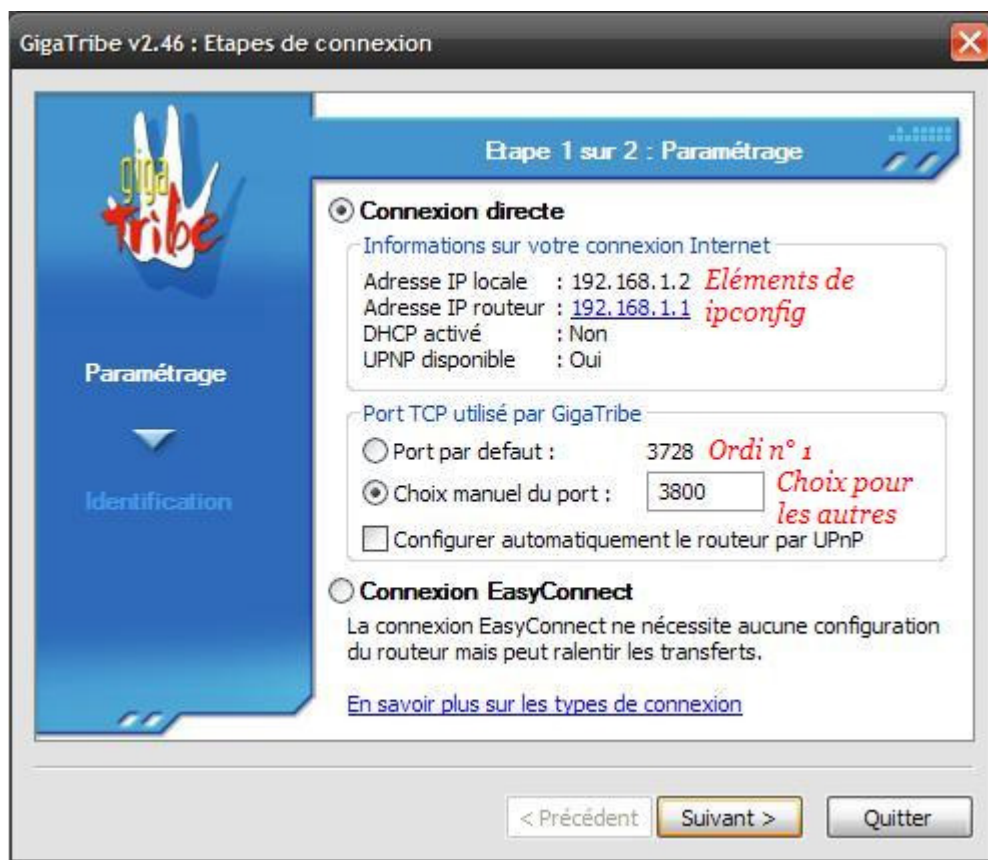 GigaTribe v2.46 : Etapes de connexion
giga
Tribe
Etape 1 sur 2 : Paramétrage
Paramétrage
Identification
Connexion directe
Informations sur votre connexion Internet
Adresse IP locale : 192.168.1.2 Eléments de
Adresse IP routeur : 192.168.1.1 ipconfig
DHCP activé : Non
UPNP disponible : Oui
Port TCP utilisé par GigaTribe
Port par defaut : 3728 Ordi n° 1
Choix manuel du port : 3800 Choix pour
les autres
Configurer automatiquement le routeur par UPnP
Connexion EasyConnect
La connexion EasyConnect ne nécessite aucune configuration
du routeur mais peut ralentir les transferts.
En savoir plus sur les types de connexion
< Précédent Suivant > Quitter